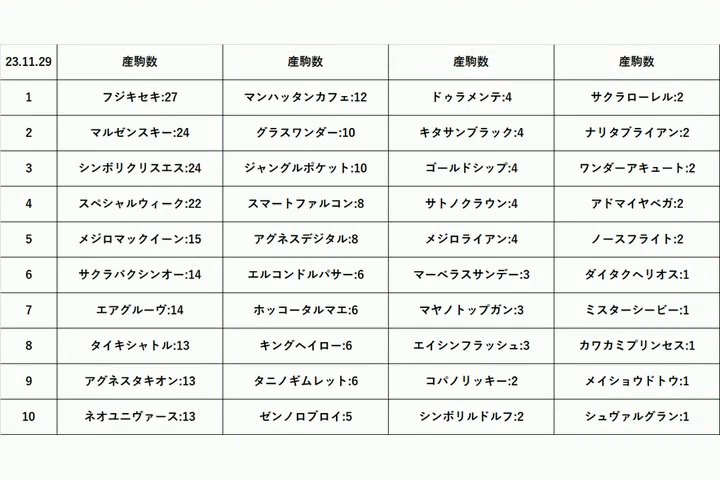 23.11.29 産駒数 産駒数 産駒数 産駒数
1 フジキセキ:27 マンハッタンカフェ:12 ドゥラメンテ:4 サクラローレル:2
2 マルゼンスキー:24 グラスワンダー:10 キタサンブラック:4 ナリタブライアン:2
3 シンボリクリスエス:24 ジャングルポケット:10 ゴールドシップ:4 ワンダーアキュート:2
4 スペシャルウィーク:22 スマートファルコン:8 サトノクラウン:4 アドマイヤベガ:2
5 メジロマックイーン:15 アグネスデジタル:8 メジロライアン:4 ノースフライト:2
6 サクラバクシンオー:14 エルコンドルパサー:6 マーベラスサンデー:3 ダイタクヘリオス:1
7 エアグルーヴ:14 ホッコータルマエ:6 マヤノトップガン:3 ミスターシービー:1
8 タイキシャトル:13 キングヘイロー:6 エイシンフラッシュ:3 カワカミプリンセス:1
9 アグネスタキオン:13 タニノギムレット:6 コパノリッキー:2 メイショウドトウ:1
10 ネオユニヴァース:13 ゼンノロブロイ:5 シンボリルドルフ:2 シュヴァルグラン:1